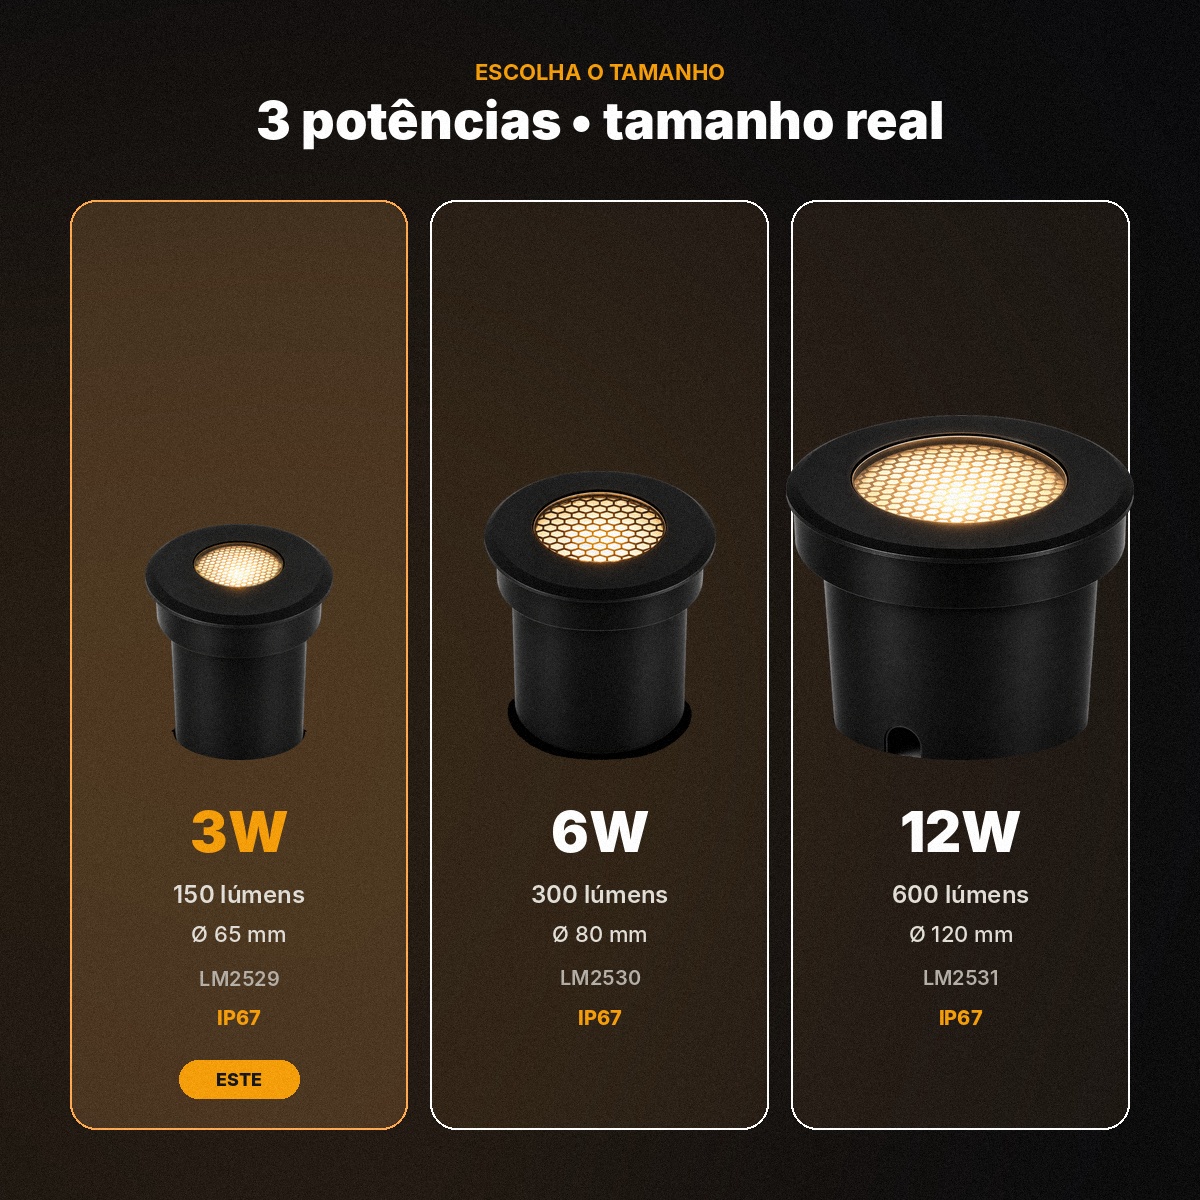 ESCOLHA O TAMANHO
3 potências • tamanho real
3W
150 lúmens
Ø 65 mm
LM2529
IP67
ESTE
6W
300 lúmens
Ø 80 mm
LM2530
IP67
12W
600 lúmens
Ø 120 mm
LM2531
IP67